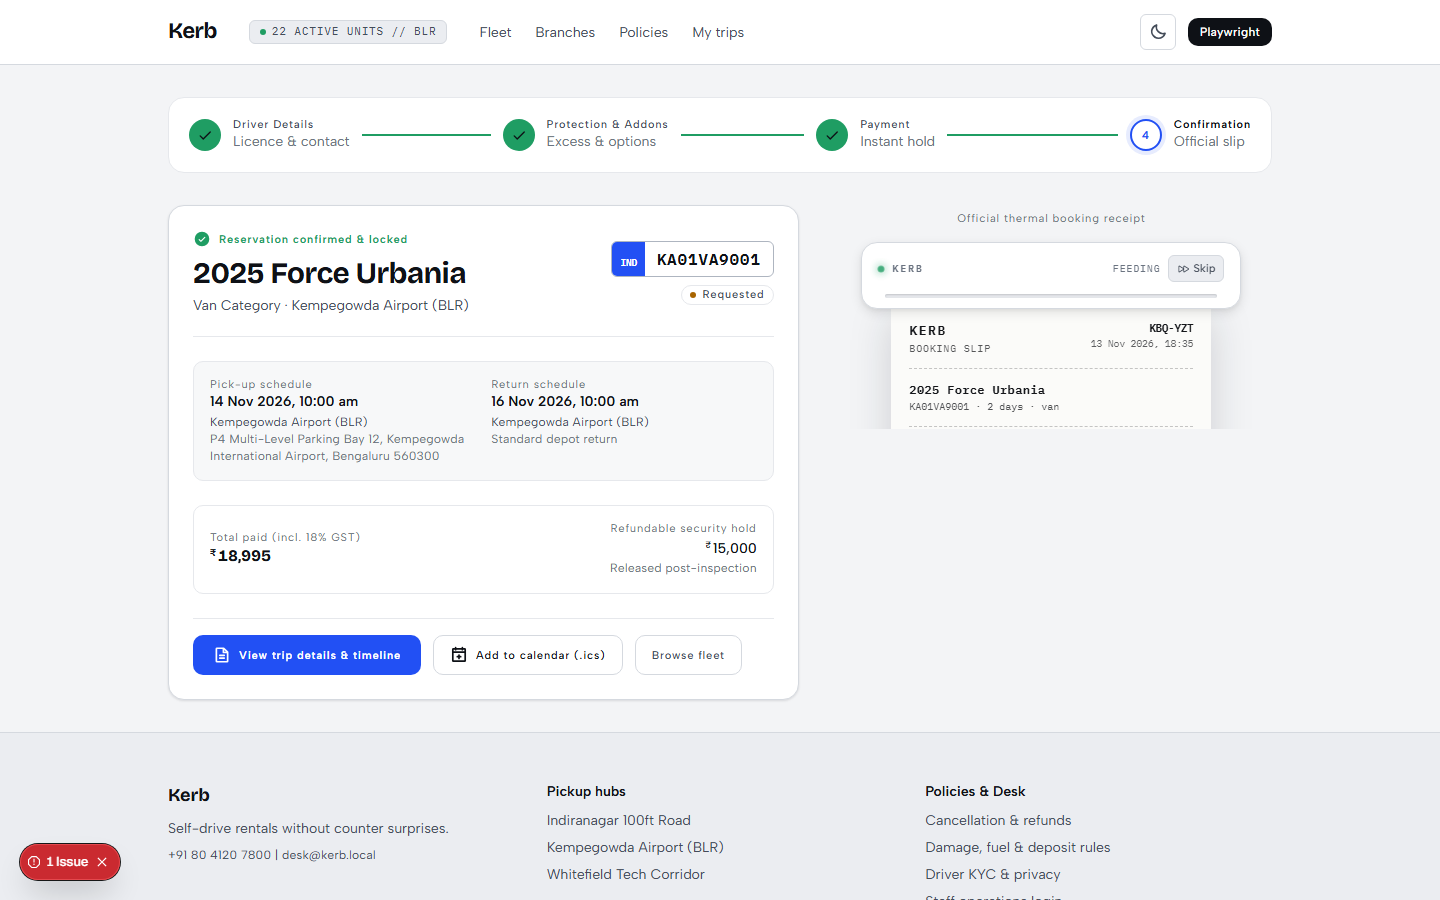 Kerb
22 ACTIVE UNITS // BLR
Fleet
Branches
Policies
My trips
Playwright
Driver Details
Licence & contact
Protection & Addons
Excess & options
Payment
Instant hold
4
Confirmation
Official slip
Reservation confirmed & locked
2025 Force Urbania
Van Category · Kempegowda Airport (BLR)
IND
KA01VA9001
Requested
Pick-up schedule
14 Nov 2026, 10:00 am
Kempegowda Airport (BLR)
P4 Multi-Level Parking Bay 12, Kempegowda
International Airport, Bengaluru 560300
Return schedule
16 Nov 2026, 10:00 am
Kempegowda Airport (BLR)
Standard depot return
Total paid (incl. 18% GST)
₹18,995
Refundable security hold
₹15,000
Released post-inspection
View trip details & timeline
Add to calendar (.ics)
Browse fleet
Official thermal booking receipt
KERB
FEEDING
Skip
KERB
BOOKING SLIP
KBQ-YZT
13 Nov 2026, 18:35
2025 Force Urbania
KA01VA9001 · 2 days · van
Kerb
Self-drive rentals without counter surprises.
+91 80 4120 7800 | desk@kerb.local
Pickup hubs
Indiranagar 100ft Road
Kempegowda Airport (BLR)
Whitefield Tech Corridor
Policies & Desk
Cancellation & refunds
Damage, fuel & deposit rules
Driver KYC & privacy
Staff operations login
1 Issue